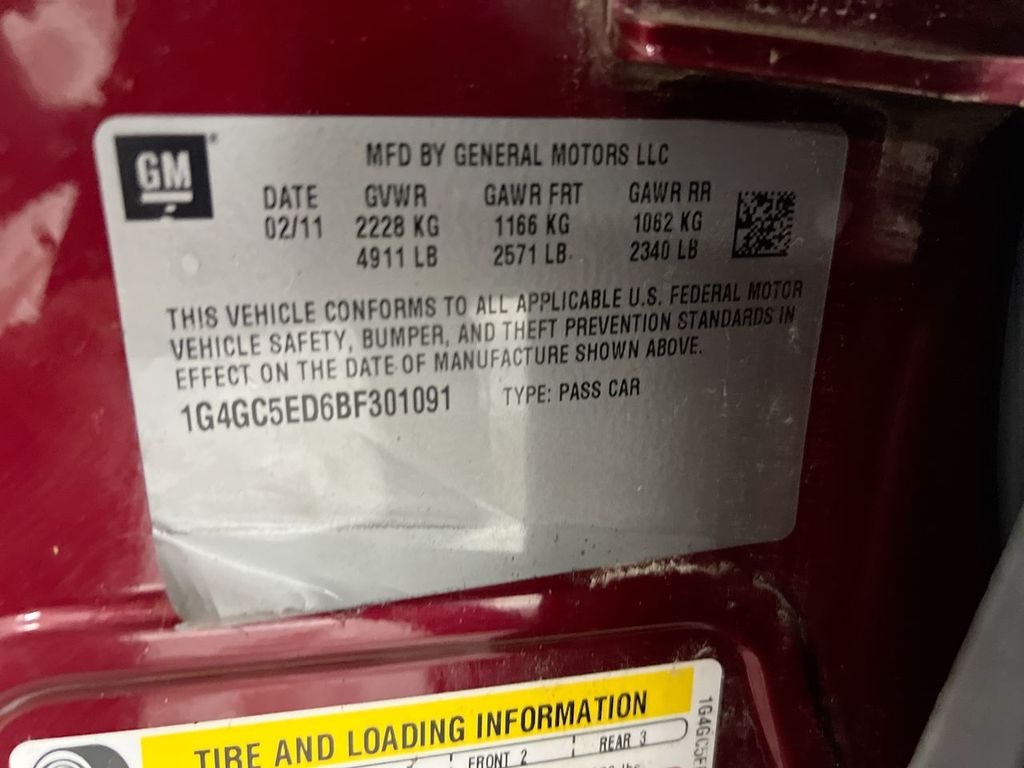 GM
MFD BY GENERAL MOTORS LLC
DATE GVWR GAWR FRT GAWR RR
02/11 2228 KG 1166 KG 1062 KG
4911 LB 2571 LB 2340 LB
THIS VEHICLE CONFORMS TO ALL APPLICABLE U.S. FEDERAL MOTOR
VEHICLE SAFETY, BUMPER, AND THEFT PREVENTION STANDARDS IN
EFFECT ON THE DATE OF MANUFACTURE SHOWN ABOVE.
1G4GC5ED6BF301091 TYPE: PASS CAR
TIRE AND LOADING INFORMATION
FRONT 2 REAR 3